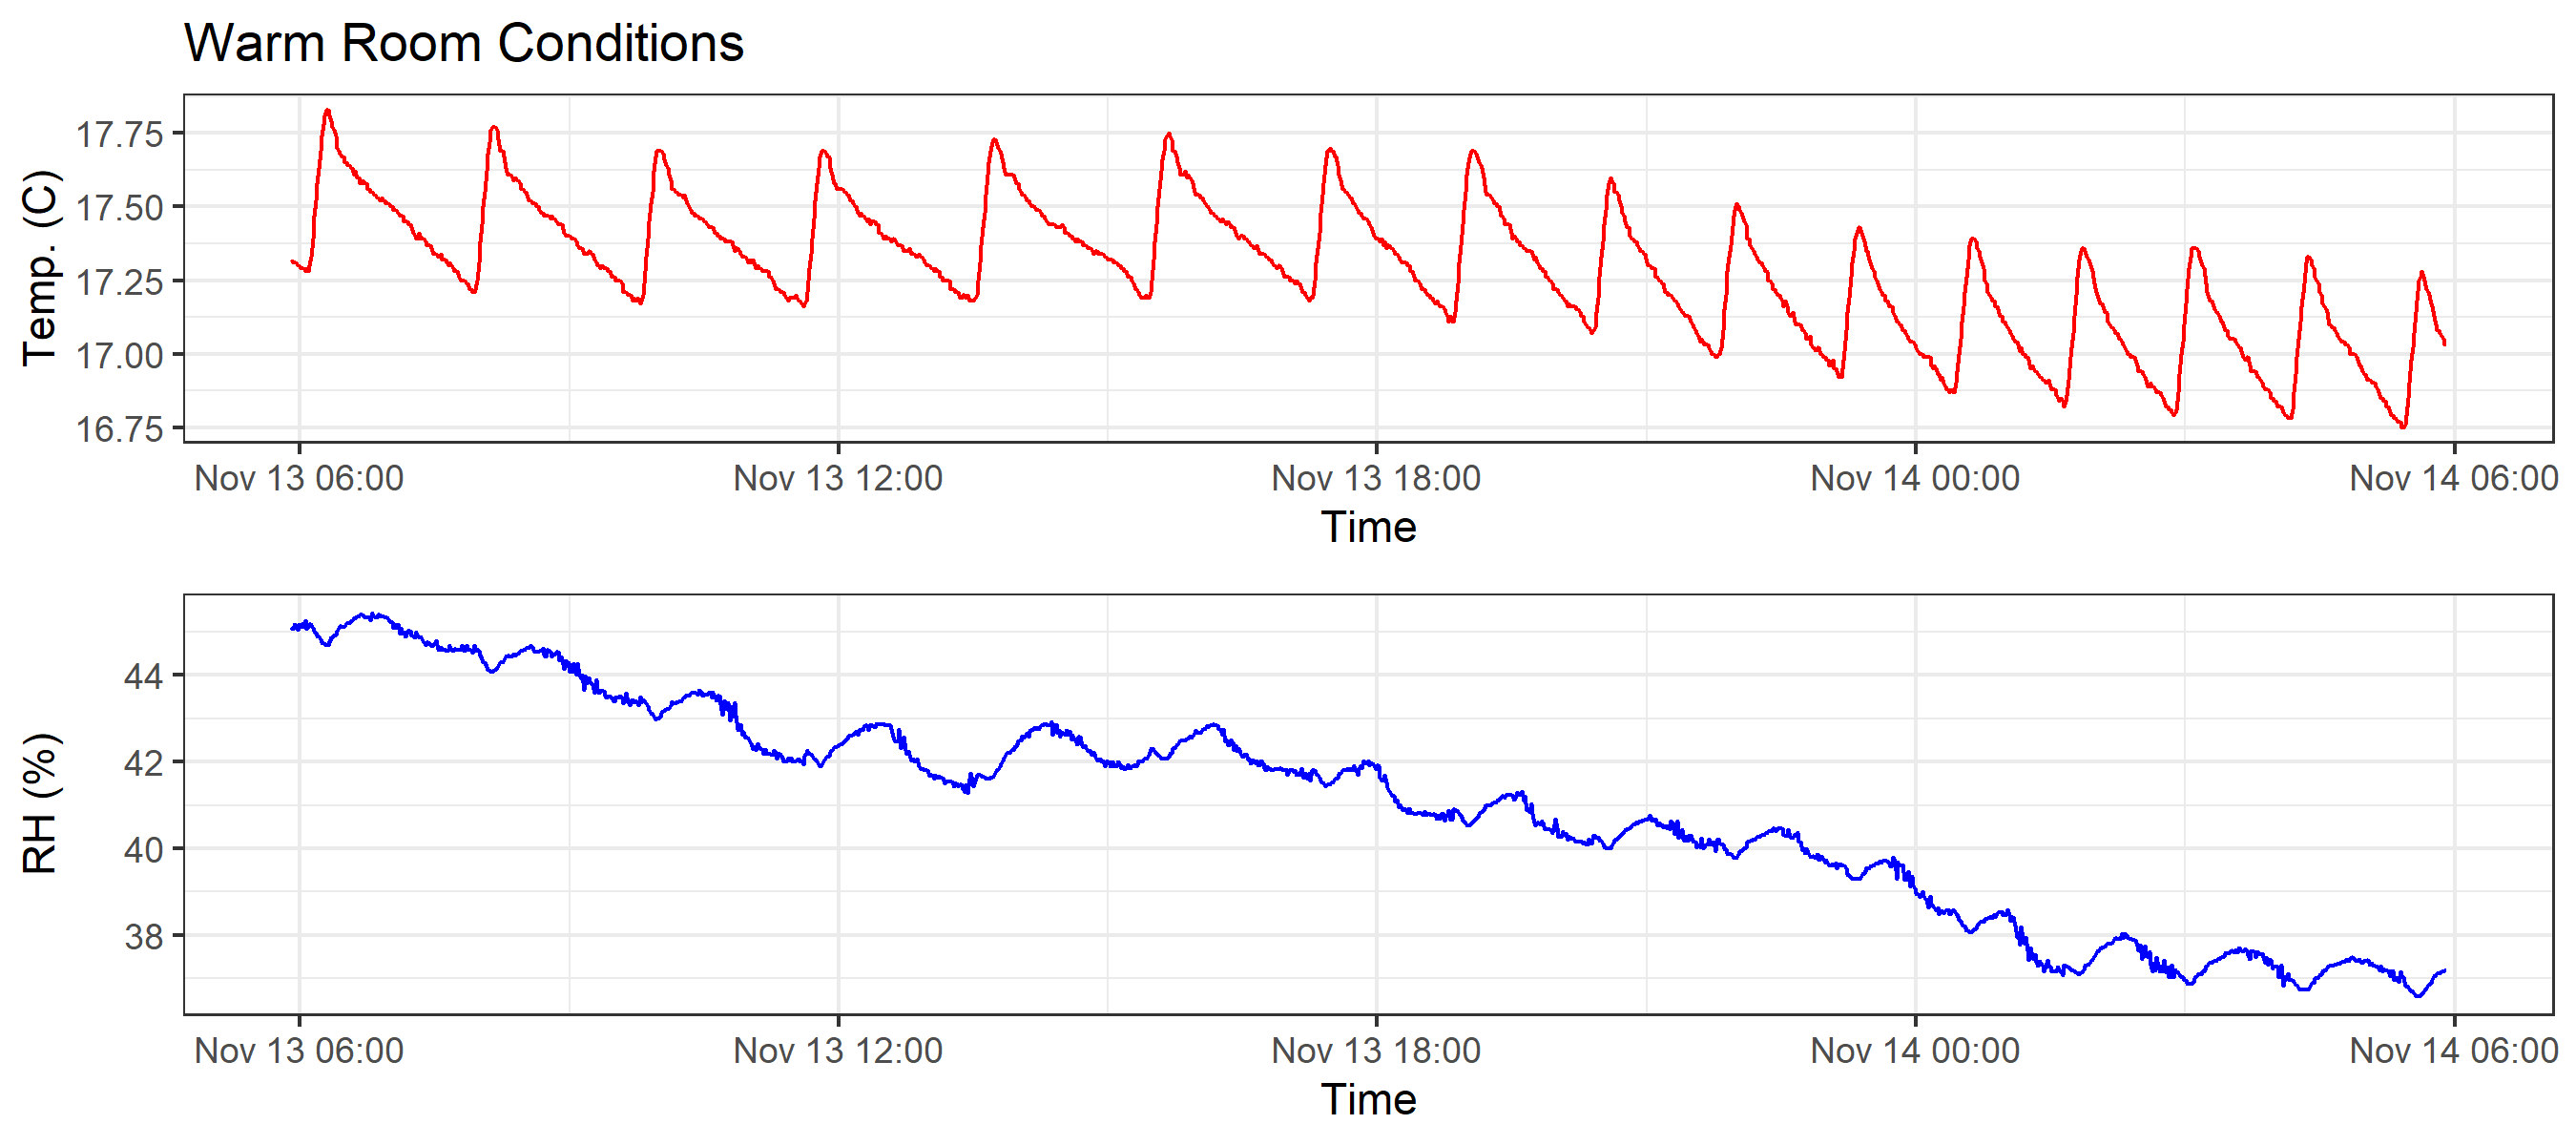 Warm Room Conditions
Temp. (C)
17.75
17.50
17.25
17.00
16.75
Nov 13 06:00 Nov 13 12:00 Nov 13 18:00 Nov 14 00:00 Nov 14 06:00
Time
RH (%)
44
42
40
38
Nov 13 06:00 Nov 13 12:00 Nov 13 18:00 Nov 14 00:00 Nov 14 06:00
Time